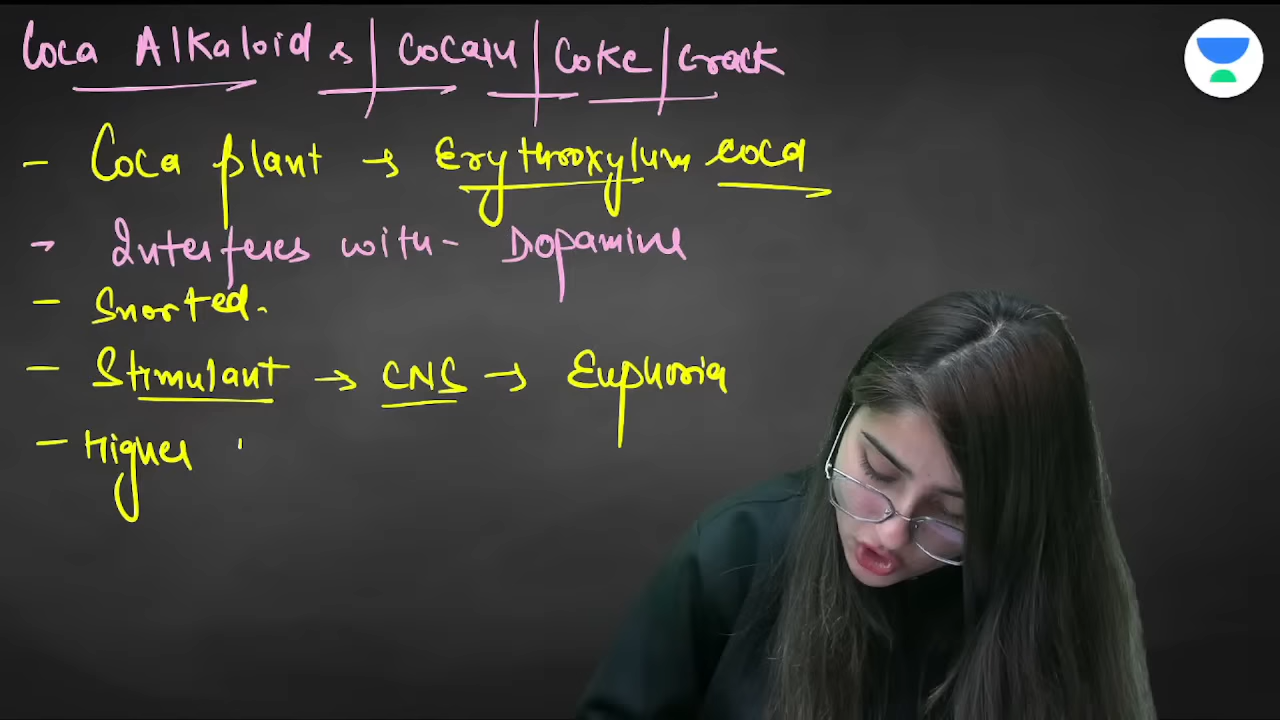 Coca Alkaloids | Cocain | Coke | Crack
- Coca plant → Erythroxylum coca
- Interferes with - Dopamine
- Snorted.
- Stimulant → CNS → Euphoria
- Higher